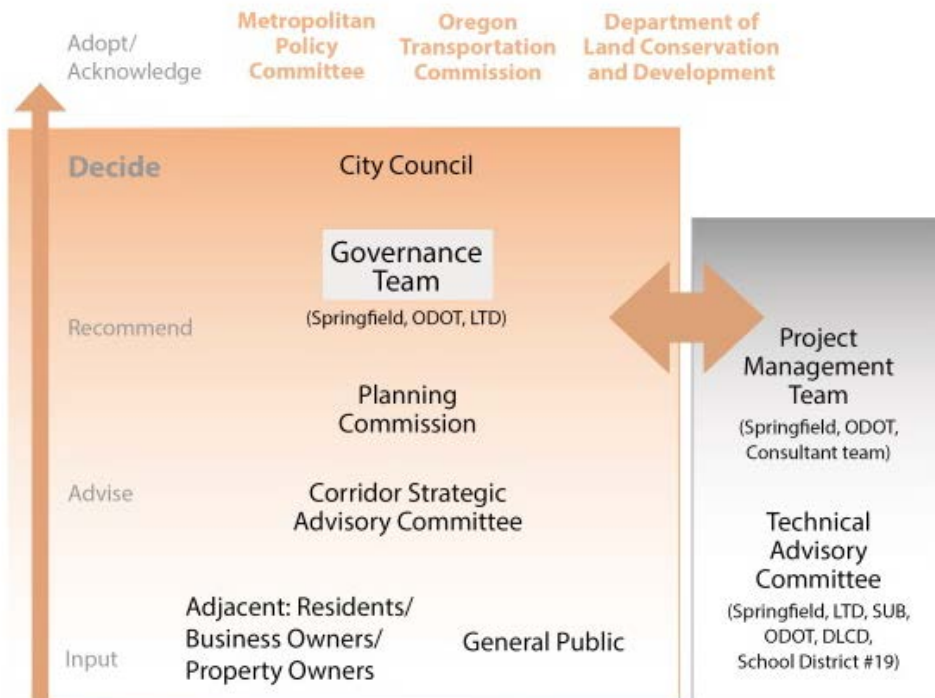 Adopt/
Acknowledge
Metropolitan
Policy
Committee
Oregon
Transportation
Commission
Department of
Land Conservation
and Development
Decide
City Council
Governance
Team
(Springfield, ODOT, LTD)
Recommend
Planning
Commission
Advise
Corridor Strategic
Advisory Committee
Input
Adjacent: Residents/
Business Owners/
Property Owners
General Public
Project
Management
Team
(Springfield, ODOT,
Consultant team)
Technical
Advisory
Committee
(Springfield, LTD, SUB,
ODOT, DLCD,
School District #19)